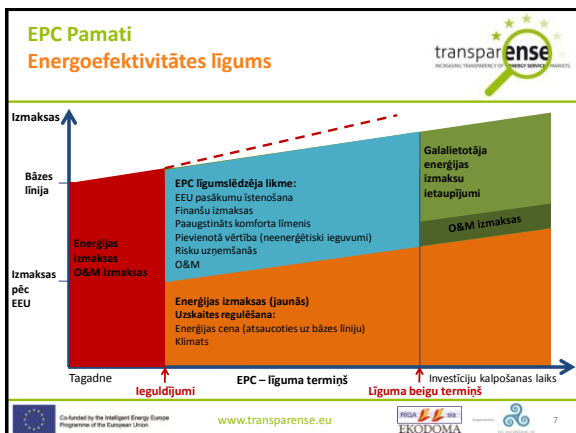 EPC Pamati
Energoefektivitātes līgums
transparense
INCREASING TRANSPARENCY OF ENERGY SERVICE MARKETS
Izmaksas
Bāzes
līnija
Izmaksas
pēc
EEU
Enerģijas
izmaksas
O&M izmaksas
EPC līgumslēdzēja likme:
EEU pasākumu īstenošana
Finanšu izmaksas
Paaugstināts komforta līmenis
Pievienotā vērtība (neenerģētiski ieguvumi)
Risku uzņemšanās
O&M
Galalietotāja
enerģijas
izmaksu
ietaupījumi
O&M izmaksas
Enerģijas izmaksas (jaunās)
Uzskaites regulēšana:
Enerģijas cena (atsaucoties uz bāzes līniju)
Klimats
Tagadne
Ieguldījumi
EPC – līguma termiņš
Līguma beigu termiņš
Investīciju kalpošanas laiks
Co-funded by the Intelligent Energy Europe
Programme of the European Union
www.transparense.eu
RĪGA sia
EKODOMA
7